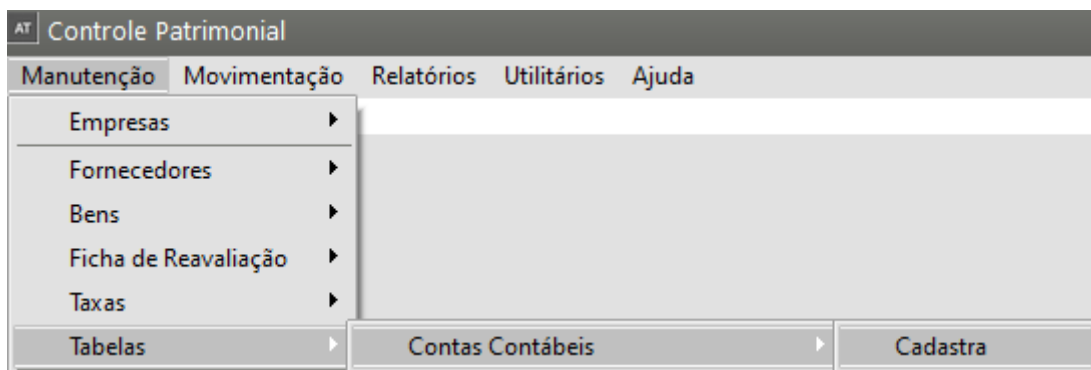 AT Controle Patrimonial
Manutenção Movimentação Relatórios Utilitários Ajuda
Empresas
Fornecedores
Bens
Ficha de Reavaliação
Taxas
Tabelas Contas Contábeis Cadastra